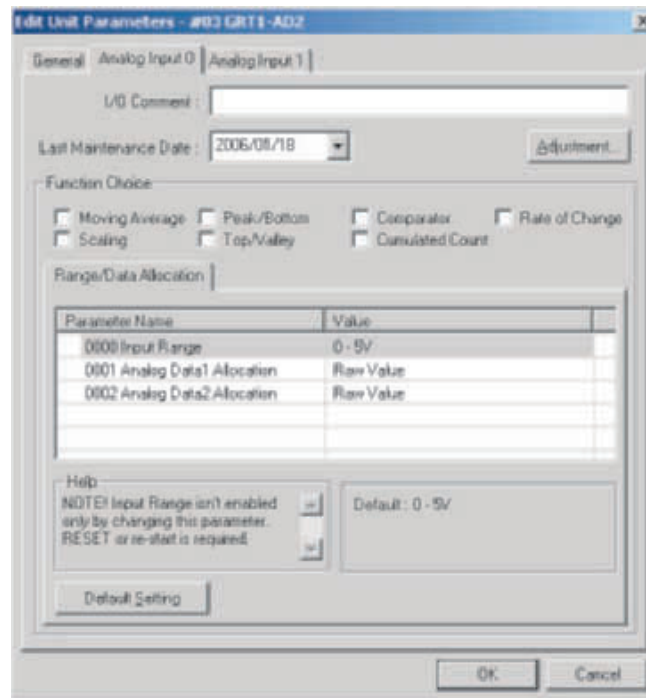 Edit Unit Parameters - #03 GRT1-AD2
General Analog Input 0 Analog Input 1
I/O Comment :
Last Maintenance Date : 2006/01/18 Adjustment...
Function Choice
Moving Average Peak/Bottom Comparator Rate of Change
Scaling Top/Valley Cumulated Count
Range/Data Allocation
Parameter Name Value
0000 Input Range 0 - 5V
0001 Analog Data1 Allocation Raw Value
0002 Analog Data2 Allocation Raw Value
Help
NOTE! Input Range isn't enabled
only by changing this parameter.
RESET or re-start is required.
Default : 0 - 5V
Default Setting
OK Cancel